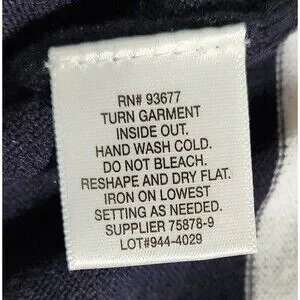 RN# 93677
TURN GARMENT
INSIDE OUT.
HAND WASH COLD.
DO NOT BLEACH.
RESHAPE AND DRY FLAT.
IRON ON LOWEST
SETTING AS NEEDED.
SUPPLIER 75878-9
LOT#944-4029